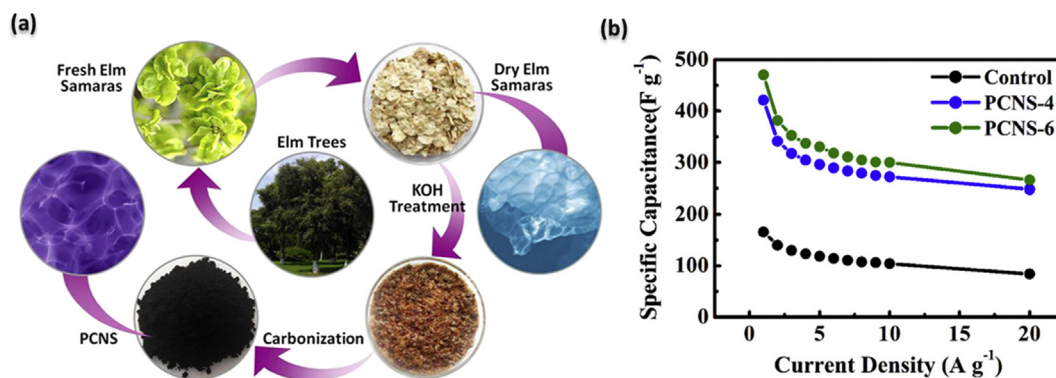 (a)
Fresh Elm
Samaras
Dry Elm
Samaras
Elm Trees
KOH
Treatment
PCNS
Carbonization
(b)
Specific Capacitance(F g⁻¹)
500
400
300
200
100
0
Control
PCNS-4
PCNS-6
0 5 10 15 20
Current Density (A g⁻¹)